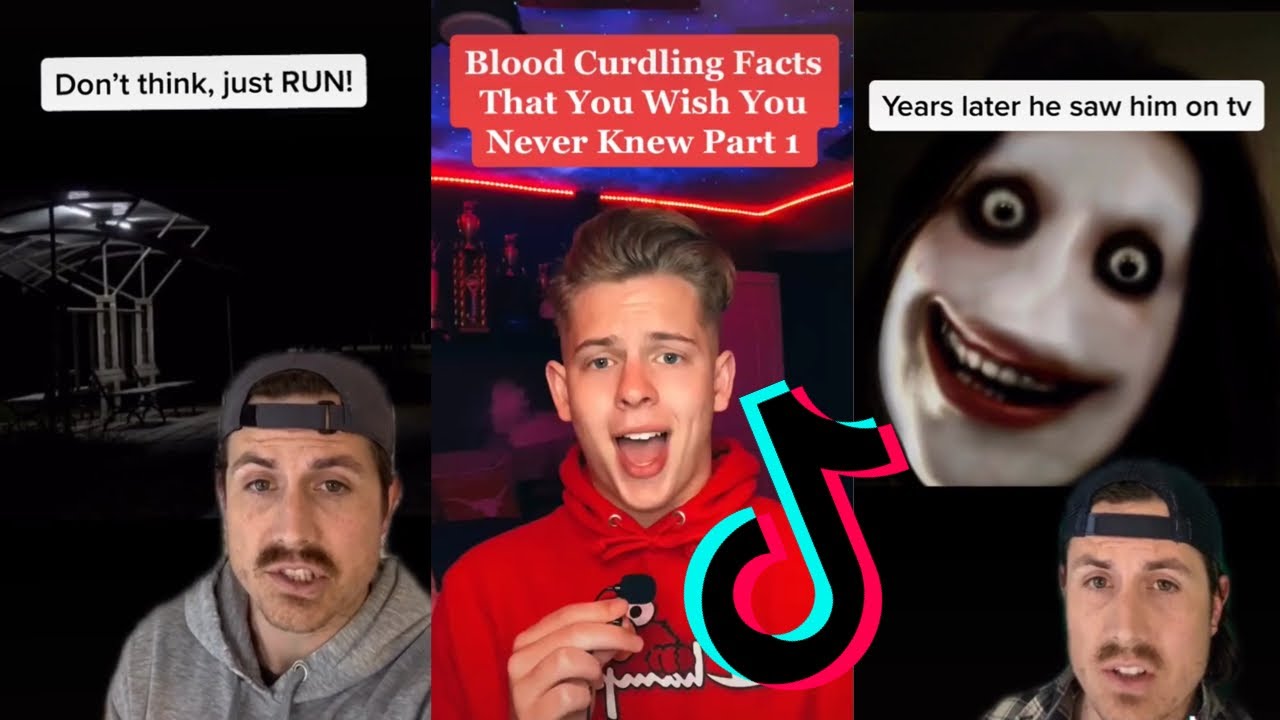 Don't think, just RUN!
Blood Curdling Facts
That You Wish You
Never Knew Part 1
Years later he saw him on tv